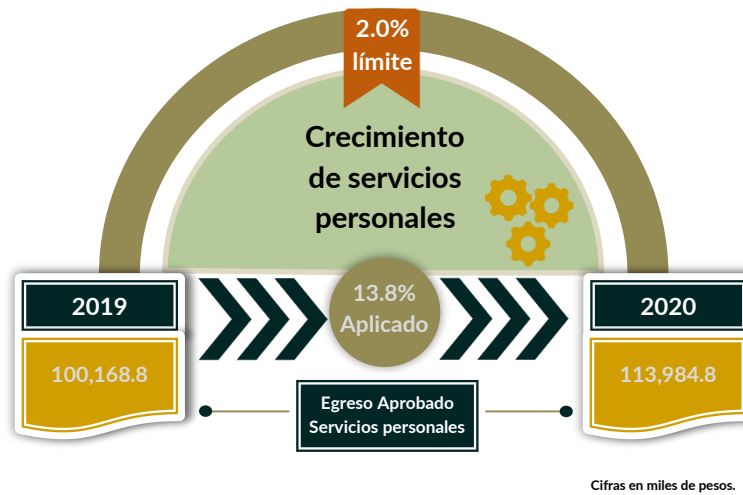 2.0%
límite
Crecimiento
de servicios
personales
2019
13.8%
Aplicado
2020
100,168.8
113,984.8
Egreso Aprobado
Servicios personales
Cifras en miles de pesos.